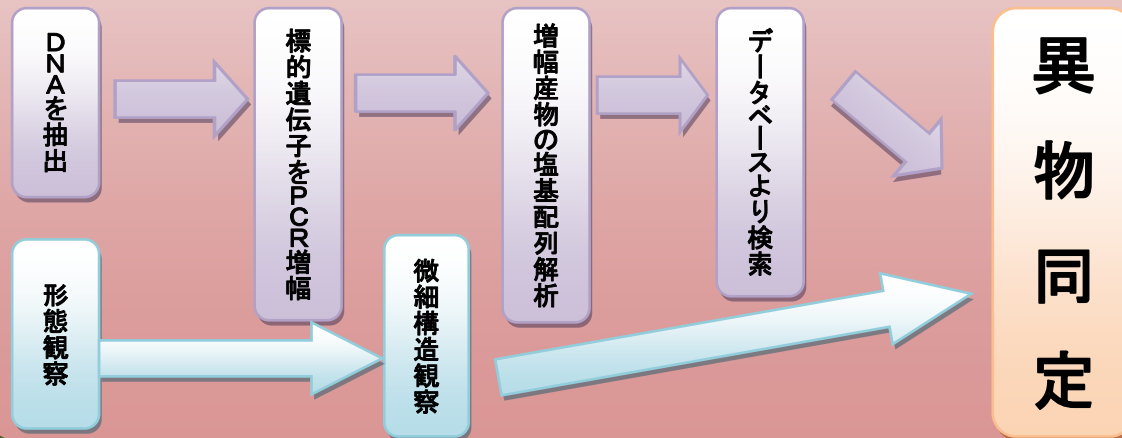 DNAを抽出
標的遺伝子をPCR増幅
増幅産物の塩基配列解析
データベースより検索
形態観察
微細構造観察
異物同定